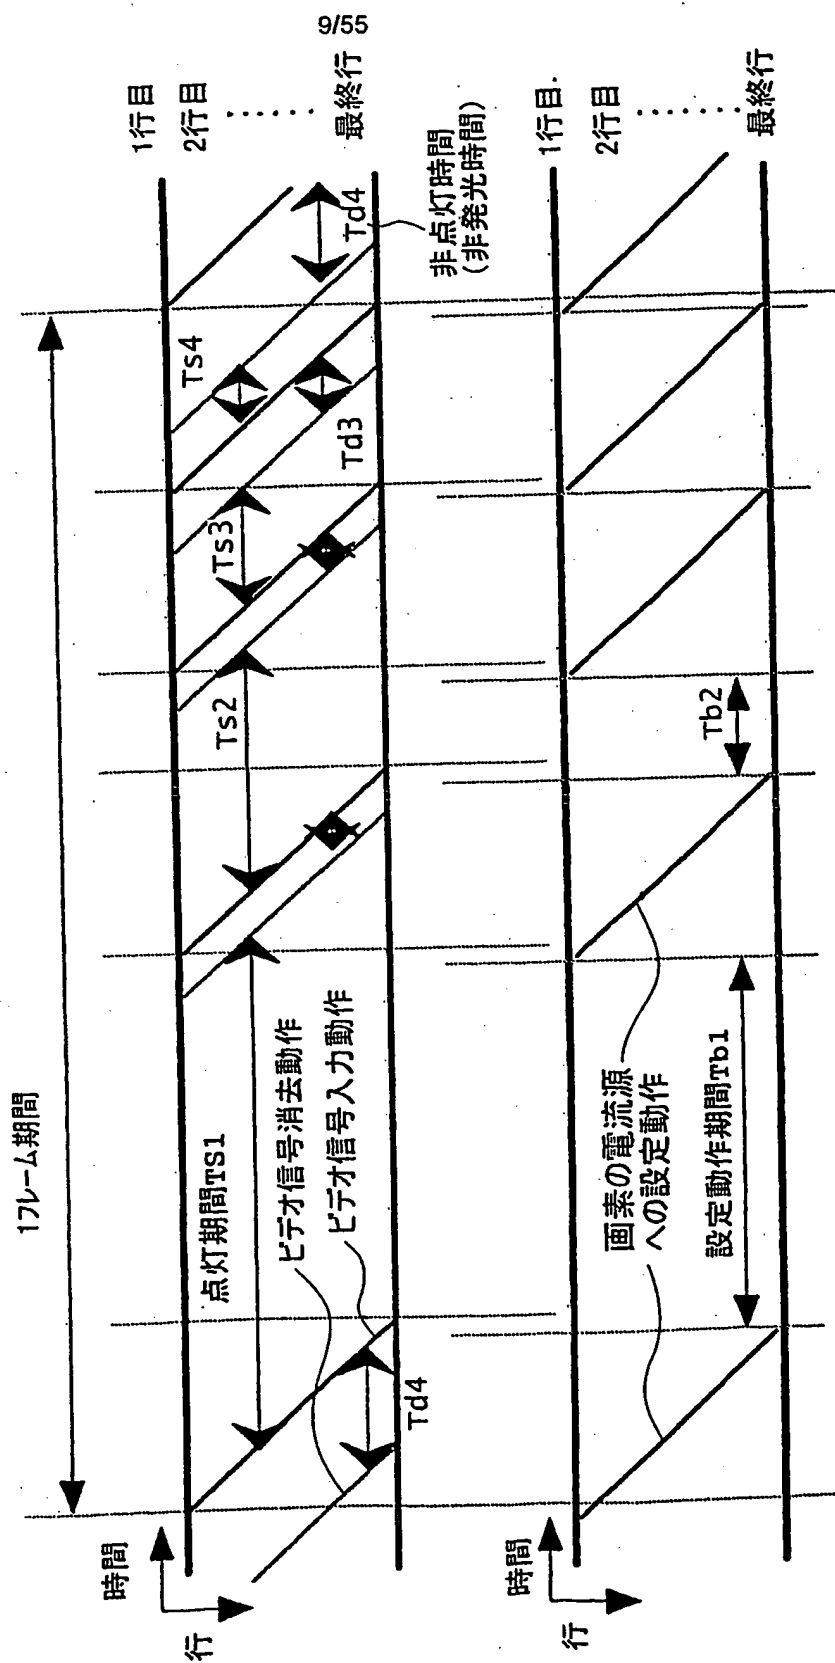 9/55
1フレーム期間
時間
行
点灯期間TS1
ビデオ信号消去動作
ビデオ信号入力動作
Td4
Ts2
Ts3
Td3
Ts4
Td4
非点灯時間
(非発光時間)
1行目
2行目
......
最終行
時間
行
画素の電流源
への設定動作
設定動作期間Tb1
Tb2
1行目.
2行目
......
最終行